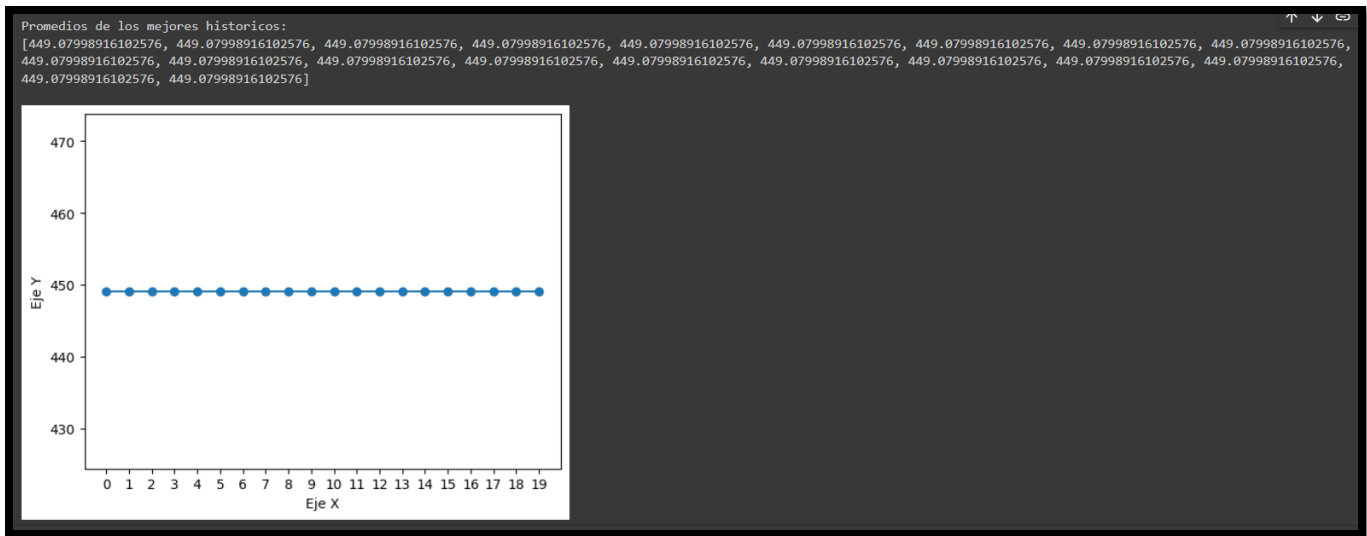 Promedios de los mejores historicos:
[449.07998916102576, 449.07998916102576, 449.07998916102576, 449.07998916102576, 449.07998916102576, 449.07998916102576, 449.07998916102576, 449.07998916102576, 449.07998916102576,
449.07998916102576, 449.07998916102576, 449.07998916102576, 449.07998916102576, 449.07998916102576, 449.07998916102576, 449.07998916102576, 449.07998916102576, 449.07998916102576,
449.07998916102576, 449.07998916102576]
470
460
450
440
430
Eje Y
0 1 2 3 4 5 6 7 8 9 10 11 12 13 14 15 16 17 18 19
Eje X